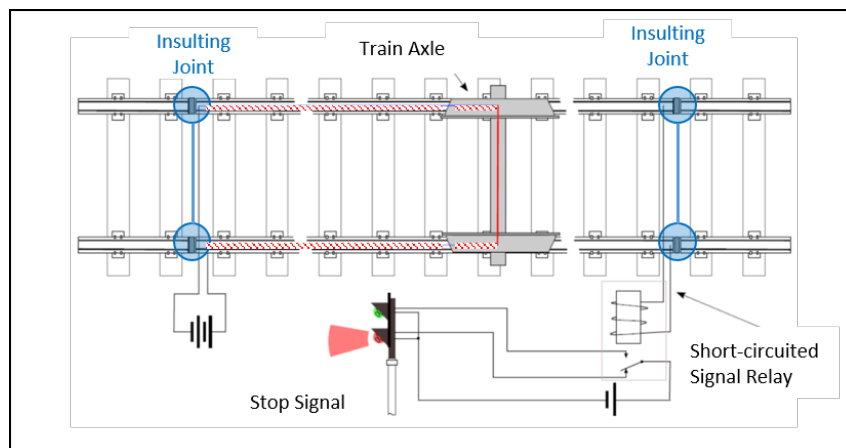 Insulting
Joint
Train Axle
Insulting
Joint
Stop Signal
Short-circuited
Signal Relay